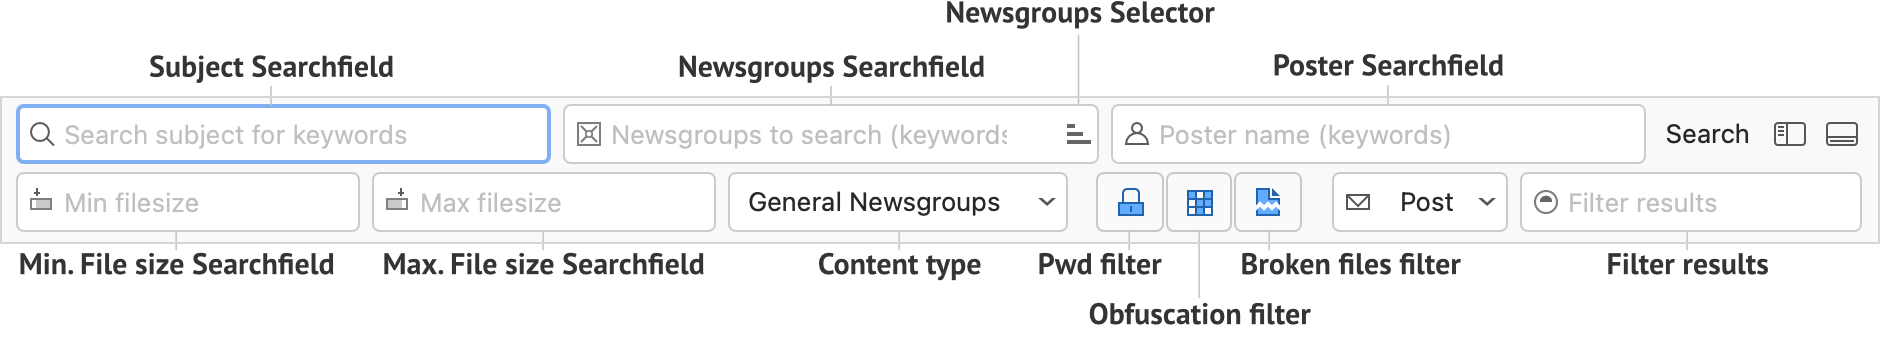 Newsgroups Selector
Subject Searchfield
Newsgroups Searchfield
Poster Searchfield
Search subject for keywords
Newsgroups to search (keywords
Poster name (keywords)
Search
Min filesize
Max filesize
General Newsgroups
Post
Filter results
Min. File size Searchfield
Max. File size Searchfield
Content type
Pwd filter
Broken files filter
Filter results
Obfuscation filter